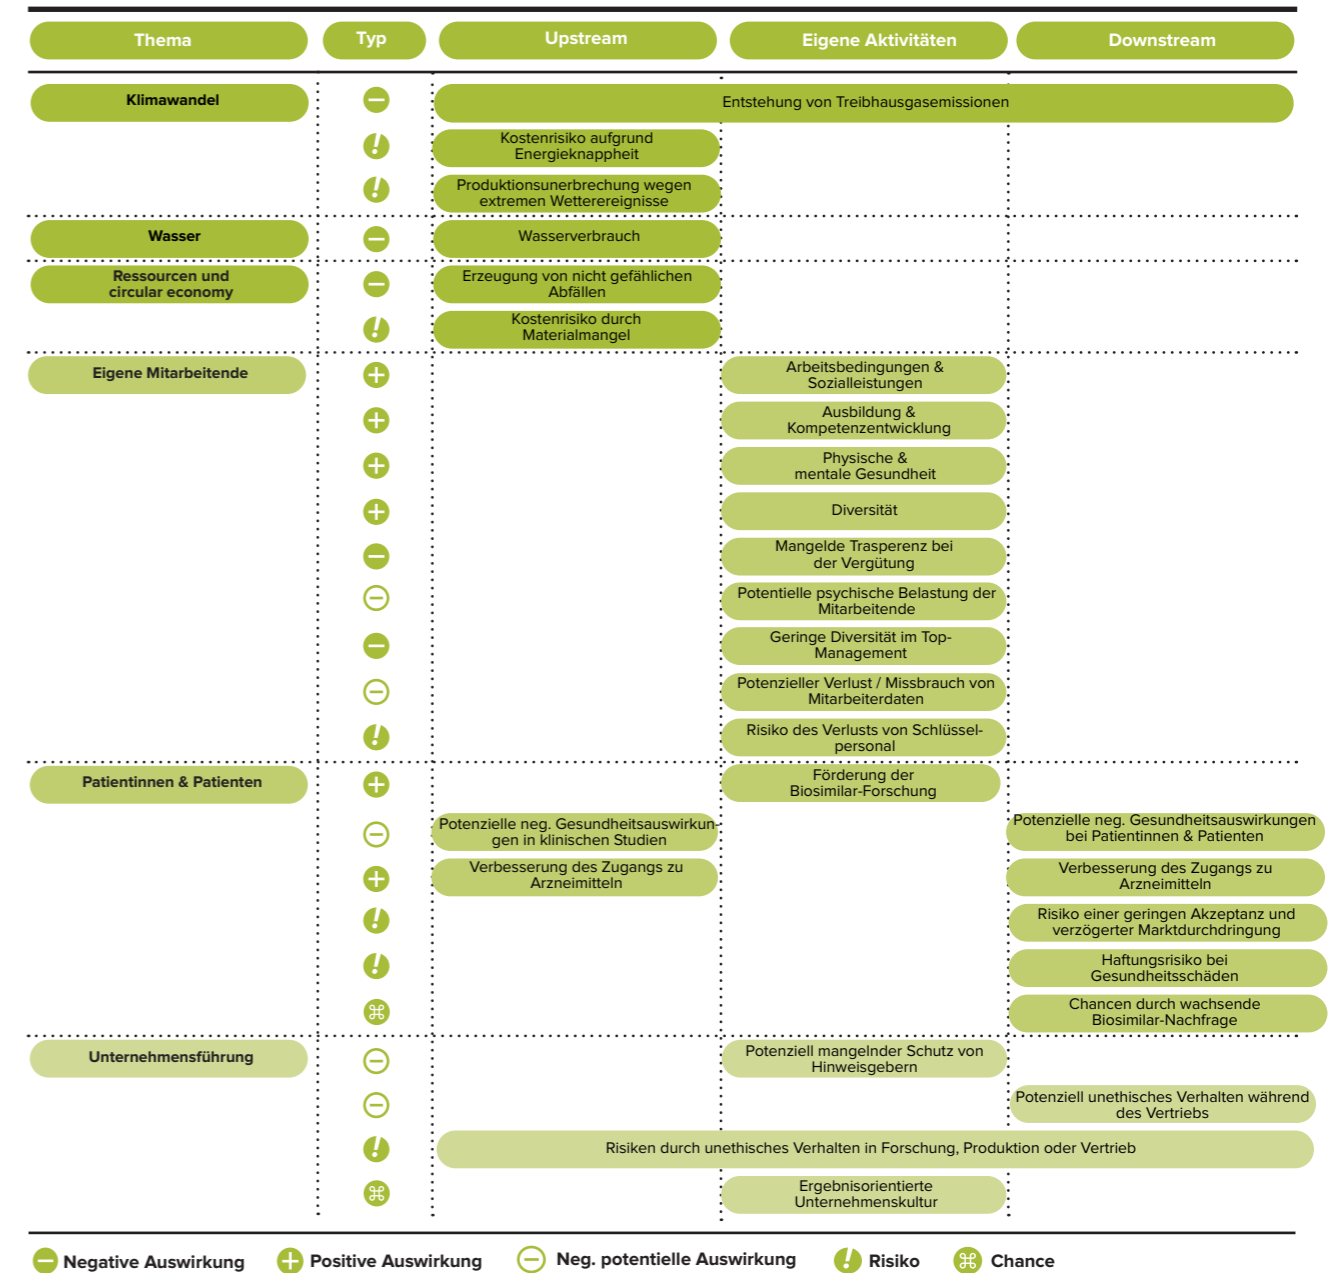 Thema
Typ
Upstream
Eigene Aktivitäten
Downstream
Klimawandel
Entstehung von Treibhausgasemissionen
Kostenrisiko aufgrund
Energieknappheit
Produktionsunerbrechung wegen
extremen Wetterereignisse
Wasser
Wasserverbrauch
Ressourcen und
circular economy
Erzeugung von nicht gefählichen
Abfällen
Kostenrisiko durch
Materialmangel
Eigene Mitarbeitende
Arbeitsbedingungen &
Sozialleistungen
Ausbildung &
Kompetenzentwicklung
Physische &
mentale Gesundheit
Diversität
Mangelde Trasperenz bei
der Vergütung
Potentielle psychische Belastung der
Mitarbeitende
Geringe Diversität im Top-
Management
Potenzieller Verlust / Missbrauch von
Mitarbeiterdaten
Risiko des Verlusts von Schlüssel-
personal
Patientinnen & Patienten
Förderung der
Biosimilar-Forschung
Potenzielle neg. Gesundheitsauswirkun-
gen in klinischen Studien
Potenzielle neg. Gesundheitsauswirkungen
bei Patientinnen & Patienten
Verbesserung des Zugangs zu
Arzneimitteln
Verbesserung des Zugangs zu
Arzneimitteln
Risiko einer geringen Akzeptanz und
verzögerter Marktdurchdringung
Haftungsrisiko bei
Gesundheitsschäden
Chancen durch wachsende
Biosimilar-Nachfrage
Unternehmensführung
Potenziell mangelnder Schutz von
Hinweisgebern
Potenziell unethisches Verhalten während
des Vertriebs
Risiken durch unethisches Verhalten in Forschung, Produktion oder Vertrieb
Ergebnisorientierte
Unternehmenskultur
Negative Auswirkung
Positive Auswirkung
Neg. potentielle Auswirkung
Risiko
Chance